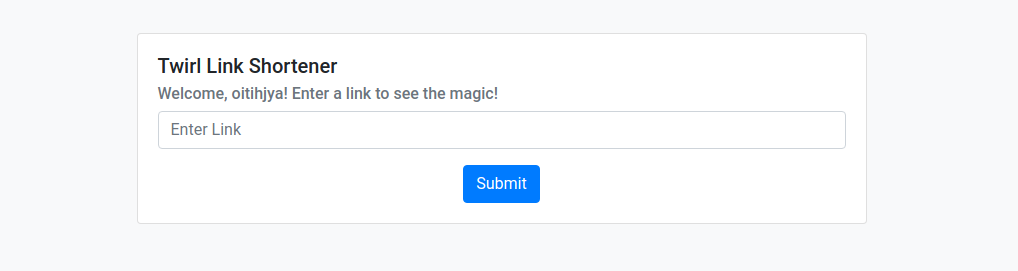 Twirl Link Shortener
Welcome, oitihjya! Enter a link to see the magic!
Enter Link
Submit